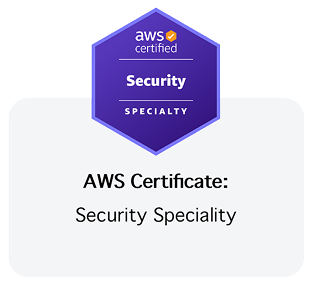 aws
certified
Security
SPECIALTY
AWS Certificate:
Security Speciality